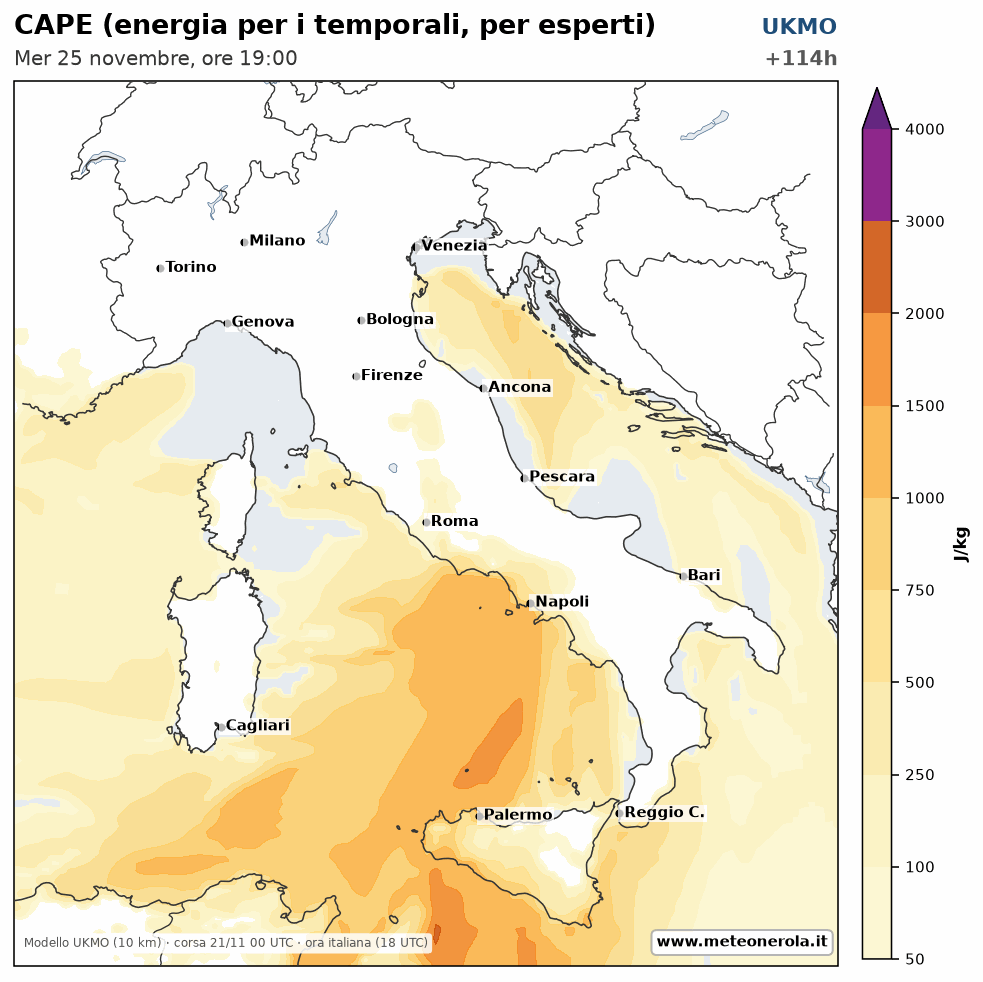 CAPE (energia per i temporali, per esperti)
UKMO
Mer 25 novembre, ore 19:00
+114h
4000
3000
2000
1500
1000
750
500
250
100
50
J/kg
Venezia
Milano
Torino
Genova
Bologna
Firenze
Ancona
Pescara
Roma
Bari
Napoli
Cagliari
Palermo
Reggio C.
Modello UKMO (10 km) · corsa 21/11 00 UTC · ora italiana (18 UTC)
www.meteonerola.it